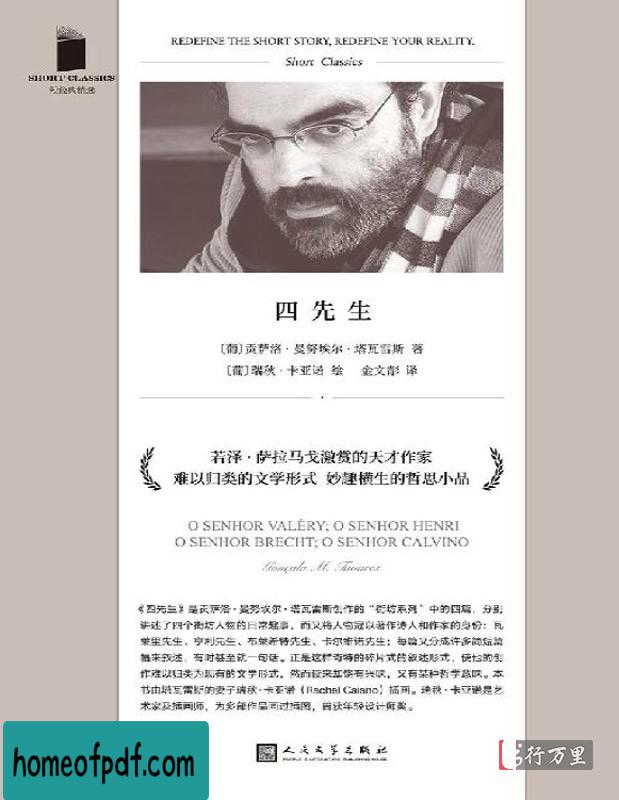 REDEFINE THE SHORT STORY, REDEFINE YOUR REALITY.
Short Classics
SHORT CLASSICS
短经典精选
四先生
〔葡〕贡萨洛·曼努埃尔·塔瓦雷斯 著
〔葡〕瑞秋·卡亚诺 绘 金文彰 译
若泽·萨拉马戈激赏的天才作家
难以归类的文学形式 妙趣横生的哲思小品
O SENHOR VALÉRY; O SENHOR HENRI
O SENHOR BRECHT; O SENHOR CALVINO
Gonçalo M. Tavares
《四先生》是贡萨洛·曼努埃尔·塔瓦雷斯创作的“街坊系列”中的四篇，分别
讲述了四个街坊人物的日常趣事，而又将人物冠以著作诗人和作家的身份：瓦
莱里先生、亨利先生、布莱希特先生、卡尔维诺先生；每篇又分成许多简短篇
幅来叙述，有时甚至就一句话。正是这样奇特的碎片式的叙述形式，使他的创
作难以归类为现有的文学形式，然而读来却饶有兴味，又有某种哲学意味。本
书由塔瓦雷斯的妻子瑞秋·卡亚诺（Rachel Caiano）插画。瑞秋·卡亚诺是艺
术家及插画师，为多部作品画过插图，曾获年轻设计师奖。
人民文学出版社
PEOPLE'S LITERATURE PUBLISHING HOUSE
homeofpdf.com
书行万里